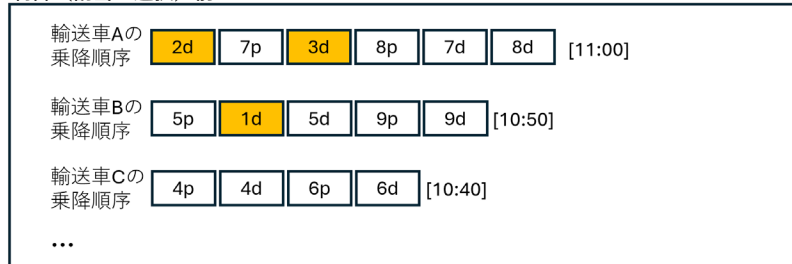 輸送車Aの
乗降順序
2d 7p 3d 8p 7d 8d [11:00]
輸送車Bの
乗降順序
5p 1d 5d 9p 9d [10:50]
輸送車Cの
乗降順序
4p 4d 6p 6d [10:40]
...